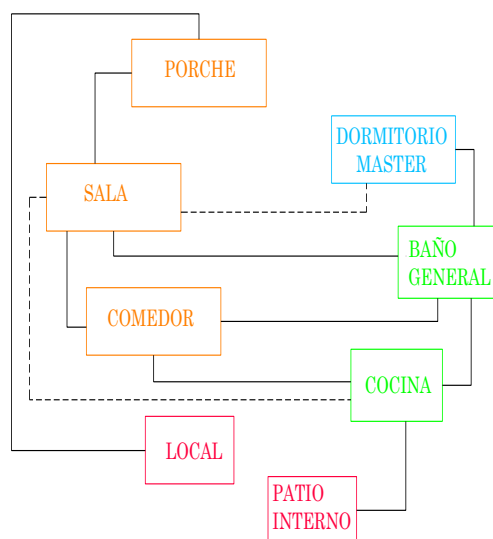 PORCHE
DORMITORIO
MASTER
SALA
BAÑO
GENERAL
COMEDOR
COCINA
LOCAL
PATIO
INTERNO